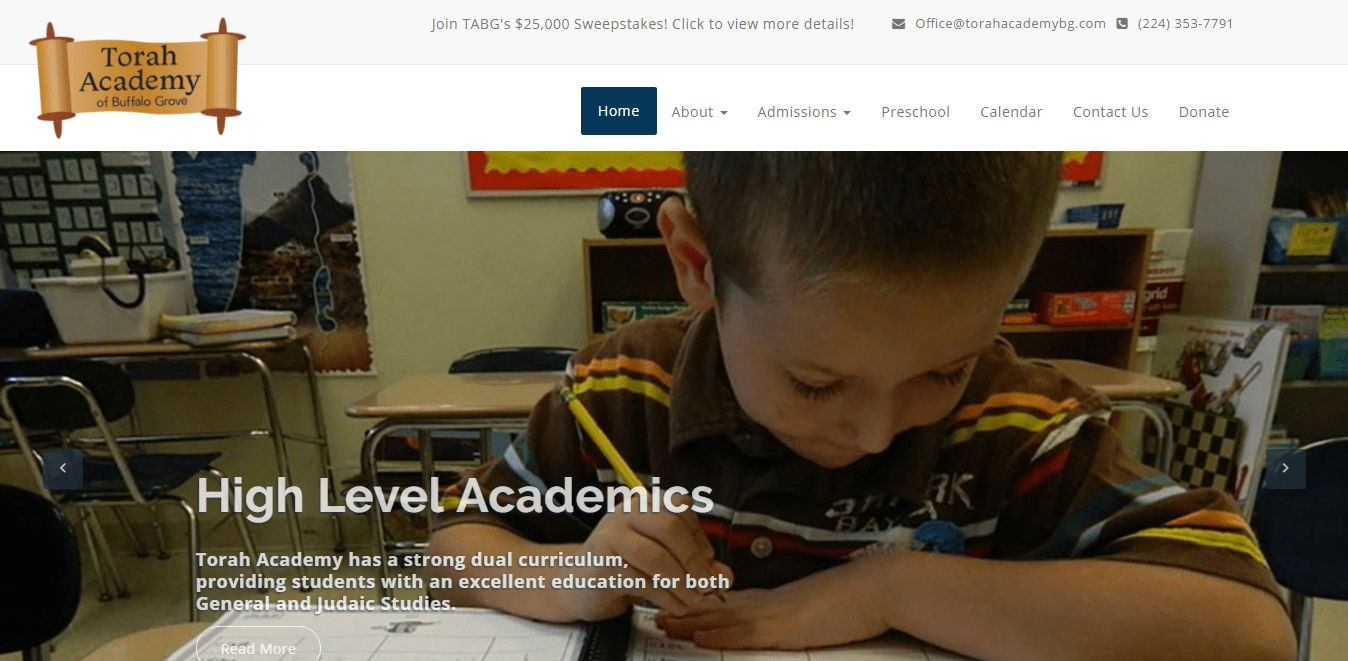 Join TABG's $25,000 Sweepstakes! Click to view more details!
Office@torahacademybg.com
(224) 353-7791
Torah
Academy
of Buffalo Grove
Home
About
Admissions
Preschool
Calendar
Contact Us
Donate
SHARK
BAY
High Level Academics
Torah Academy has a strong dual curriculum,
providing students with an excellent education for both
General and Judaic Studies.
Read More